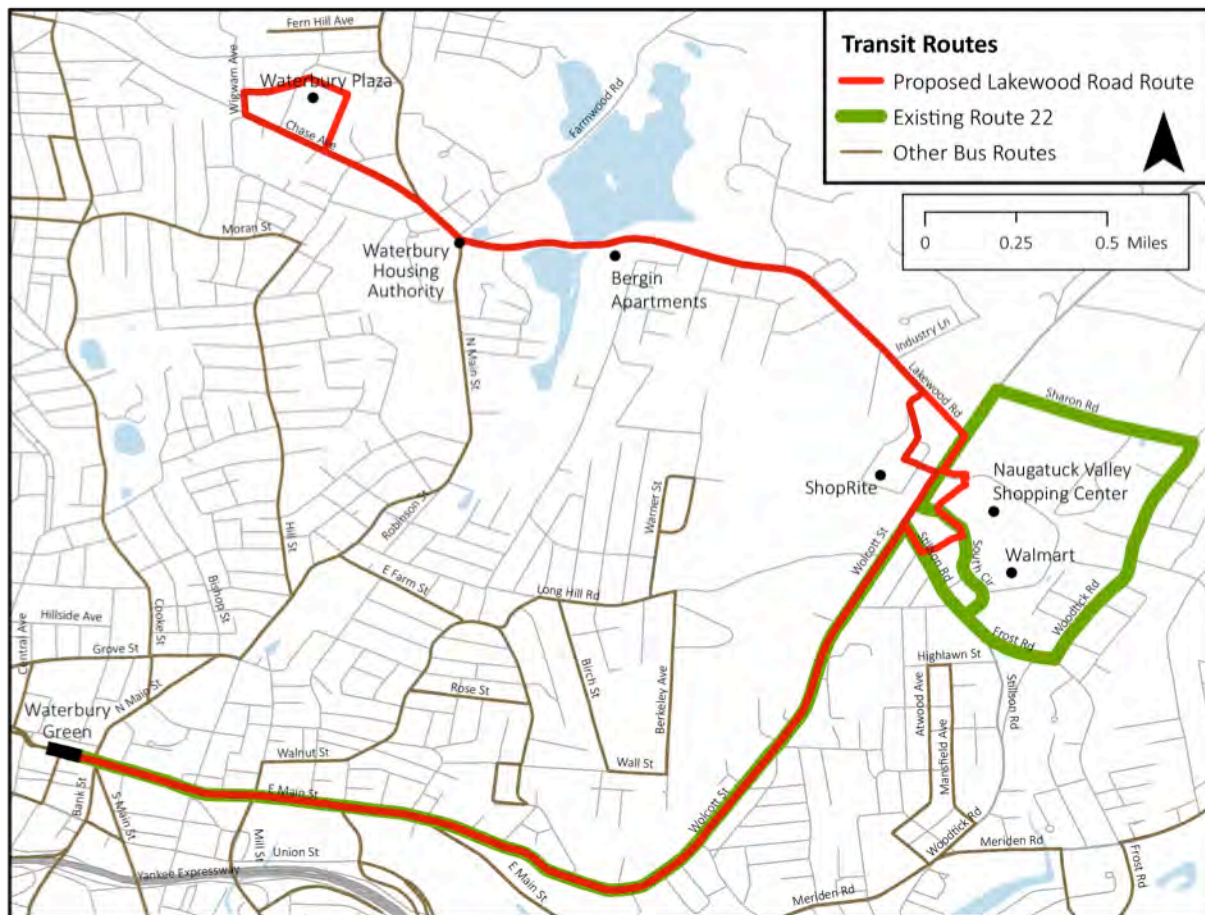 Fern Hill Ave
Transit Routes
Proposed Lakewood Road Route
Existing Route 22
Other Bus Routes
0 0.25 0.5 Miles
Wigwam Ave
Waterbury Plaza
Chase Ave
Farmwood Rd
Moran St
Waterbury
Housing
Authority
Bergin
Apartments
N Main St
Industry Ln
Lakewood Rd
Sharon Rd
ShopRite
Naugatuck Valley
Shopping Center
Walmart
Warner St
Robinson St
Hill St
Wolcott St
Stillson Rd
South Cir
Woodtick Rd
Frost Rd
E Farm St
Long Hill Rd
Bishop St
Cooke St
Hillside Ave
Central Ave
Grove St
Highlawn St
Birch St
Berkeley Ave
Rose St
Atwood Ave
Mansfield Ave
Stillson Rd
N Main St
Waterbury
Green
Walnut St
Wall St
E Main St
Wolcott St
Bank St
S Main St
Mill St
Union St
Yankee Expressway
E Main St
Woodtick Rd
Meriden Rd
Frost Rd
Meriden Rd